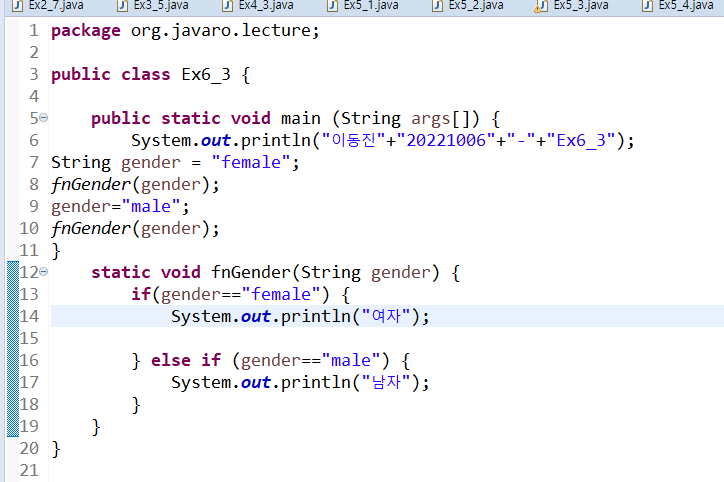 Ex2_7.java Ex3_5.java Ex4_3.java Ex5_1.java Ex5_2.java Ex5_3.java Ex5_4.java
1 package org.javaro.lecture;
2
3 public class Ex6_3 {
4
5 public static void main (String args[]) {
6 System.out.println("이동진"+"20221006"+"-"+"Ex6_3");
7 String gender = "female";
8 fnGender(gender);
9 gender="male";
10 fnGender(gender);
11 }
12 static void fnGender(String gender) {
13 if(gender=="female") {
14 System.out.println("여자");
15
16 } else if (gender=="male") {
17 System.out.println("남자");
18 }
19 }
20 }
21